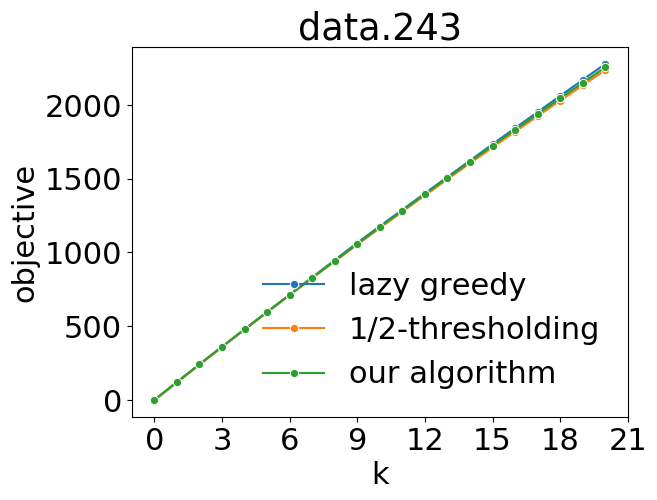 data.243
objective
2000
1500
1000
500
0
lazy greedy
1/2-thresholding
our algorithm
0 3 6 9 12 15 18 21
k